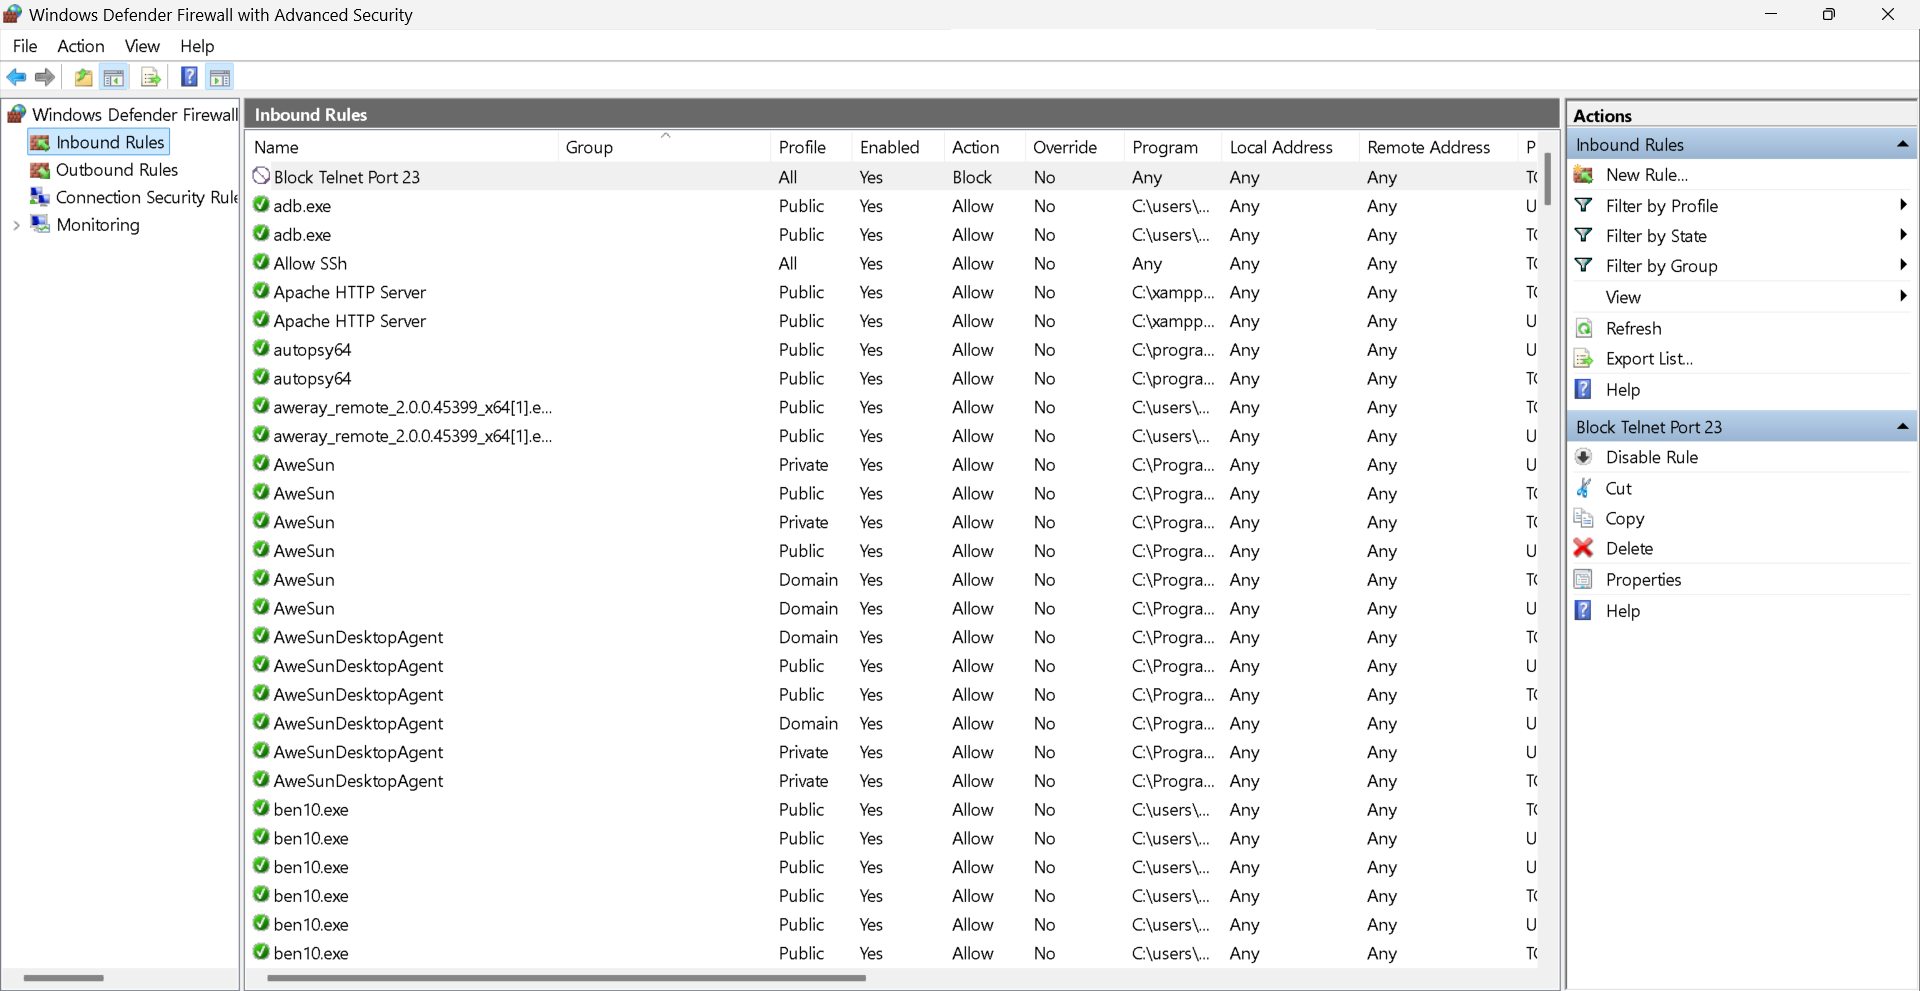 Windows Defender Firewall with Advanced Security
File Action View Help
Windows Defender Firewall
Inbound Rules
Outbound Rules
Connection Security Rule
Monitoring
Inbound Rules
Name Group Profile Enabled Action Override Program Local Address Remote Address P
Block Telnet Port 23 All Yes Block No Any Any Any TC
adb.exe Public Yes Allow No C:\users\... Any Any U
adb.exe Public Yes Allow No C:\users\... Any Any TC
Allow SSh All Yes Allow No Any Any Any TC
Apache HTTP Server Public Yes Allow No C:\xampp... Any Any TC
Apache HTTP Server Public Yes Allow No C:\xampp... Any Any U
autopsy64 Public Yes Allow No C:\progra... Any Any U
autopsy64 Public Yes Allow No C:\progra... Any Any TC
aweray_remote_2.0.0.45399_x64[1].e... Public Yes Allow No C:\users\... Any Any TC
aweray_remote_2.0.0.45399_x64[1].e... Public Yes Allow No C:\users\... Any Any U
AweSun Private Yes Allow No C:\Progra... Any Any U
AweSun Public Yes Allow No C:\Progra... Any Any TC
AweSun Private Yes Allow No C:\Progra... Any Any TC
AweSun Public Yes Allow No C:\Progra... Any Any U
AweSun Domain Yes Allow No C:\Progra... Any Any TC
AweSun Domain Yes Allow No C:\Progra... Any Any U
AweSunDesktopAgent Domain Yes Allow No C:\Progra... Any Any TC
AweSunDesktopAgent Public Yes Allow No C:\Progra... Any Any U
AweSunDesktopAgent Public Yes Allow No C:\Progra... Any Any TC
AweSunDesktopAgent Domain Yes Allow No C:\Progra... Any Any U
AweSunDesktopAgent Private Yes Allow No C:\Progra... Any Any U
AweSunDesktopAgent Private Yes Allow No C:\Progra... Any Any TC
ben10.exe Public Yes Allow No C:\users\... Any Any TC
ben10.exe Public Yes Allow No C:\users\... Any Any U
ben10.exe Public Yes Allow No C:\users\... Any Any U
ben10.exe Public Yes Allow No C:\users\... Any Any TC
ben10.exe Public Yes Allow No C:\users\... Any Any U
ben10.exe Public Yes Allow No C:\users\... Any Any TC
Actions
Inbound Rules
New Rule...
Filter by Profile
Filter by State
Filter by Group
View
Refresh
Export List...
Help
Block Telnet Port 23
Disable Rule
Cut
Copy
Delete
Properties
Help